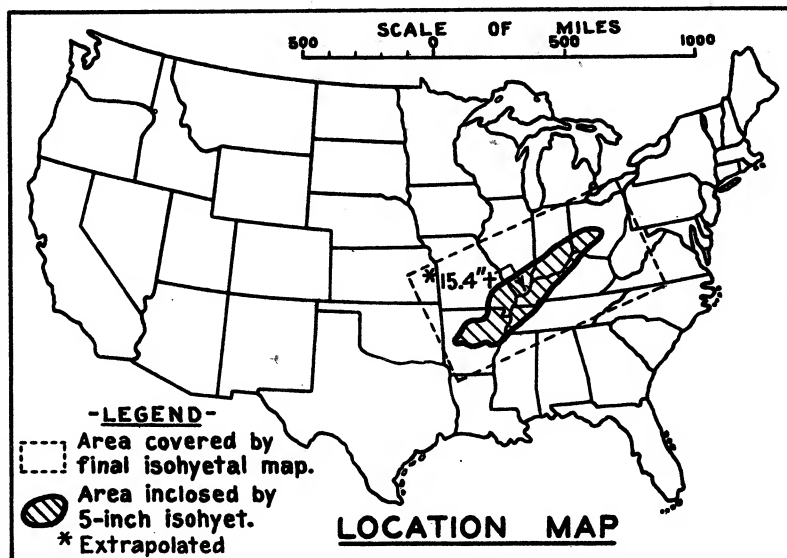 SCALE OF MILES
500 0 500 1000
*15.4"+
-LEGEND-
Area covered by
final isohyetal map.
Area inclosed by
5-inch isohyet.
* Extrapolated
LOCATION MAP